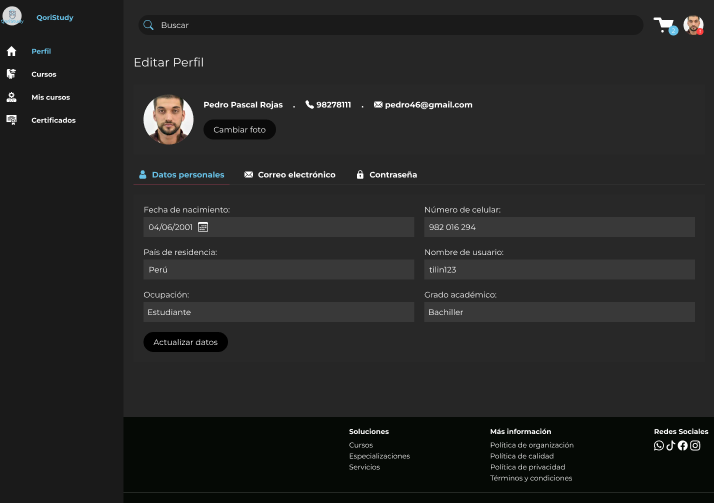 QoriStudy
Buscar
2
Perfil
Cursos
Mis cursos
Certificados
Editar Perfil
Pedro Pascal Rojas . 98278111 . pedro46@gmail.com
Cambiar foto
Datos personales Correo electrónico Contraseña
Fecha de nacimiento: Número de celular:
04/06/2001 982 016 294
País de residencia: Nombre de usuario:
Perú tilin123
Ocupación: Grado académico:
Estudiante Bachiller
Actualizar datos
Soluciones Más información Redes Sociales
Cursos Política de organización
Especializaciones Política de calidad
Servicios Política de privacidad
Términos y condiciones